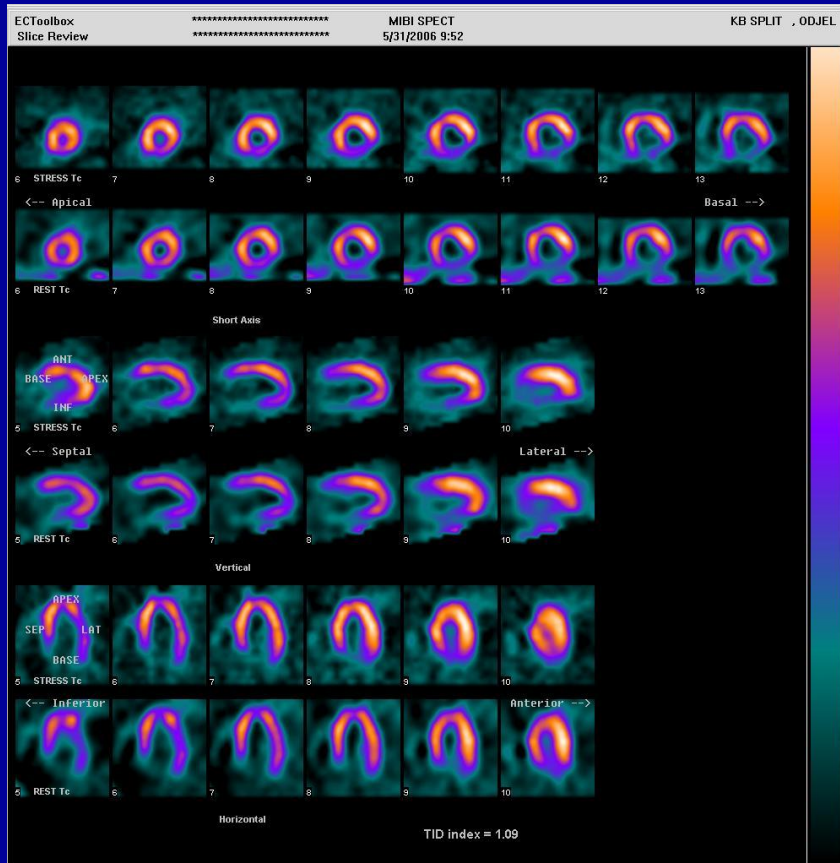 ECToolbox **************************** MIBI SPECT KB SPLIT , ODJEL
Slice Review **************************** 5/31/2006 9:52
6 STRESS Tc 7 8 9 10 11 12 13
<-- Apical Basal -->
6 REST Tc 7 8 9 10 11 12 13
Short Axis
ANT
BASE APEX
INF
5 STRESS Tc 6 7 8 9 10
<-- Septal Lateral -->
5 REST Tc 6 7 8 9 10
Vertical
APEX
SEP LAT
BASE
5 STRESS Tc 6 7 8 9 10
<-- Inferior Anterior -->
5 REST Tc 6 7 8 9 10
Horizontal
TID index = 1.09